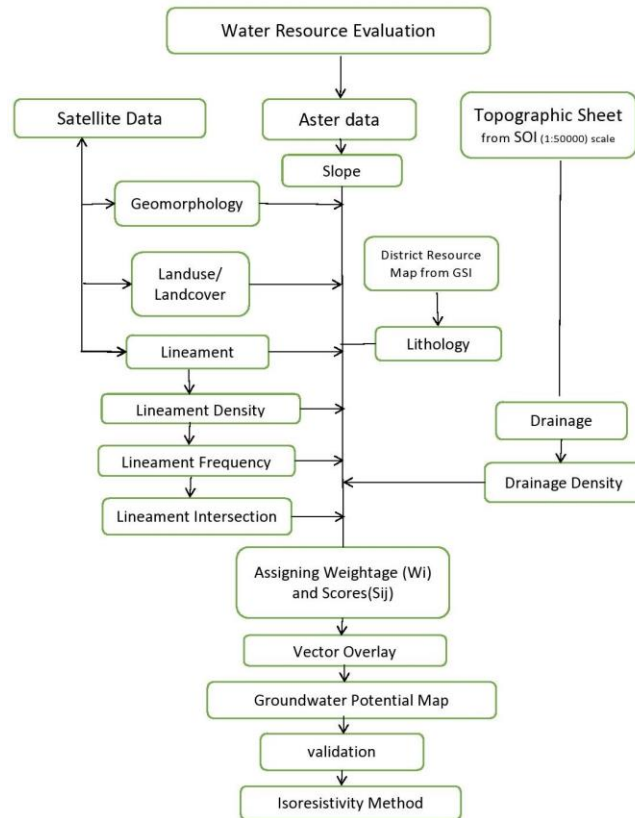 Water Resource Evaluation
Satellite Data
Aster data
Topographic Sheet
from SOI (1:50000) scale
Slope
Geomorphology
District Resource
Map from GSI
Landuse/
Landcover
Lineament
Lithology
Lineament Density
Drainage
Lineament Frequency
Drainage Density
Lineament Intersection
Assigning Weightage (Wi)
and Scores(Sij)
Vector Overlay
Groundwater Potential Map
validation
Isoresistivity Method